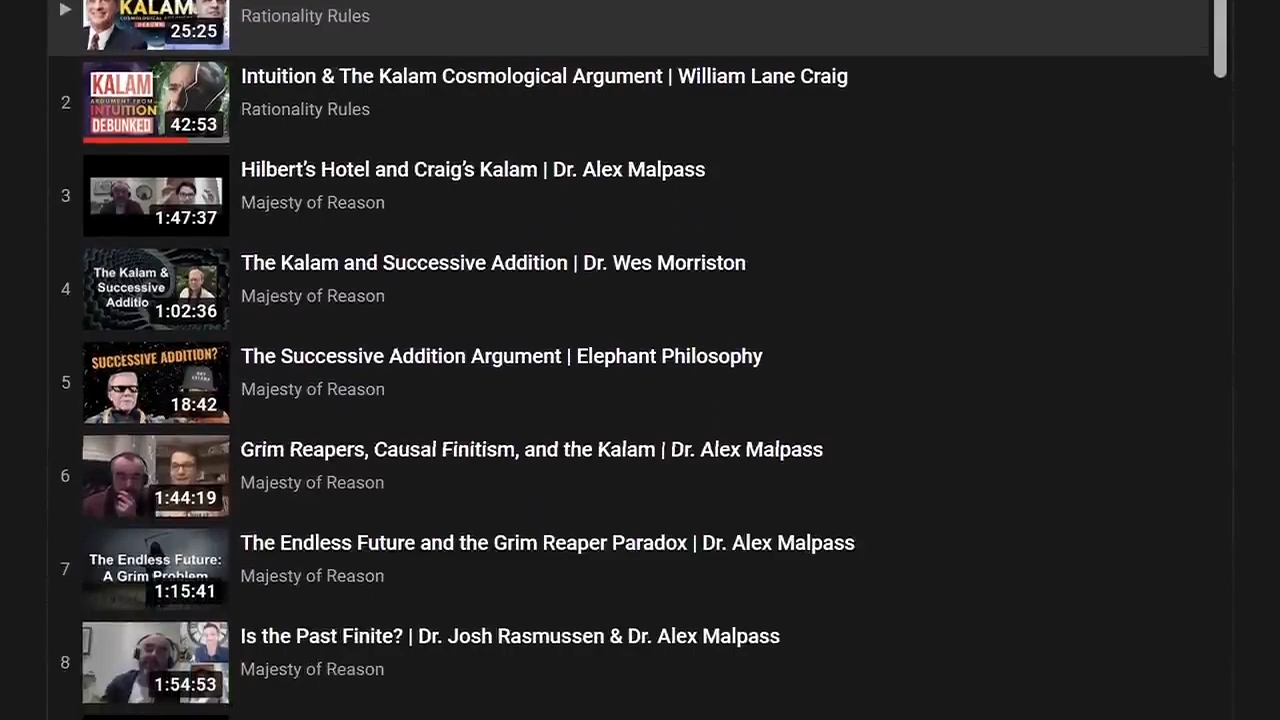 KALAM
COSMOLOGICAL ARGUMENT
25:25
Rationality Rules
2
KALAM
ARGUMENT FROM
INTUITION
DEBUNKED
42:53
Intuition & The Kalam Cosmological Argument | William Lane Craig
Rationality Rules
3
1:47:37
Hilbert’s Hotel and Craig’s Kalam | Dr. Alex Malpass
Majesty of Reason
4
The Kalam &
Successive
Additio
1:02:36
The Kalam and Successive Addition | Dr. Wes Morriston
Majesty of Reason
5
SUCCESSIVE ADDITION?
18:42
The Successive Addition Argument | Elephant Philosophy
Majesty of Reason
6
1:44:19
Grim Reapers, Causal Finitism, and the Kalam | Dr. Alex Malpass
Majesty of Reason
7
The Endless Future:
A Grim Problem
1:15:41
The Endless Future and the Grim Reaper Paradox | Dr. Alex Malpass
Majesty of Reason
8
1:54:53
Is the Past Finite? | Dr. Josh Rasmussen & Dr. Alex Malpass
Majesty of Reason